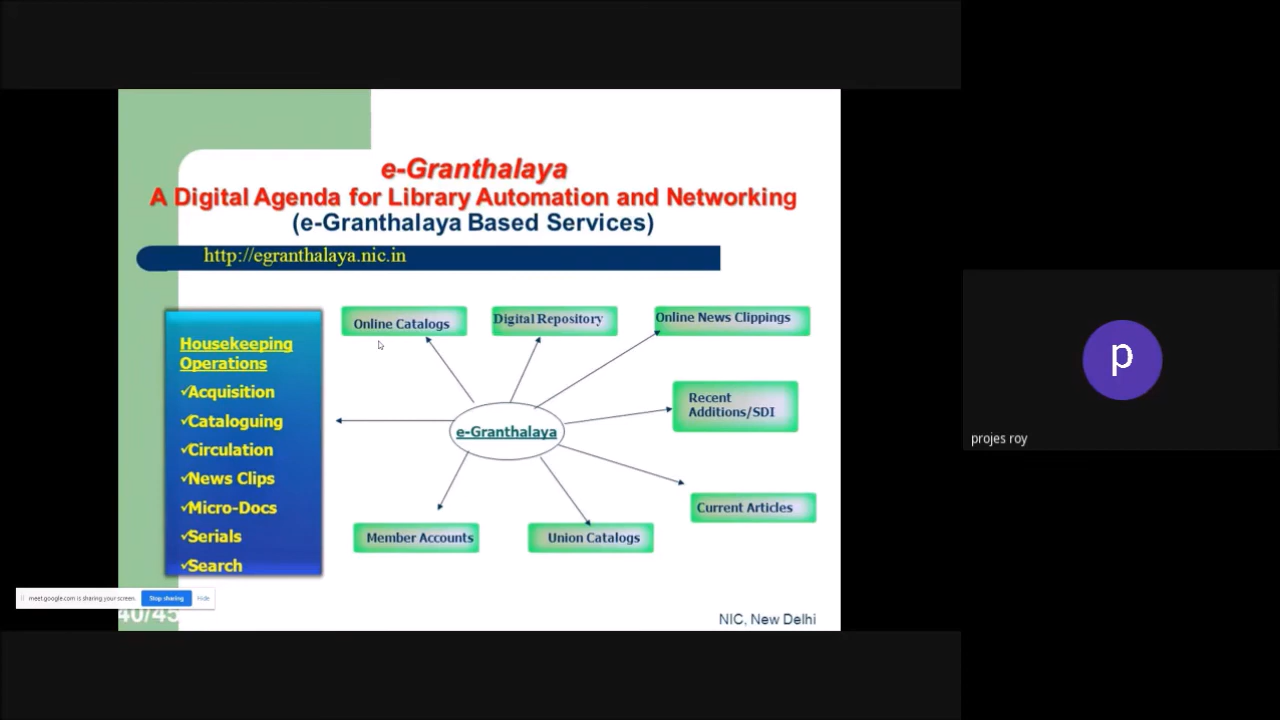 e-Granthalaya
A Digital Agenda for Library Automation and Networking
(e-Granthalaya Based Services)
http://egranthalaya.nic.in
Housekeeping
Operations
✓Acquisition
✓Cataloguing
✓Circulation
✓News Clips
✓Micro-Docs
✓Serials
✓Search
Online Catalogs
Digital Repository
Online News Clippings
Recent
Additions/SDI
e-Granthalaya
Current Articles
Member Accounts
Union Catalogs
meet.google.com is sharing your screen.
Stop sharing
Hide
40/45
NIC, New Delhi
p
projes roy